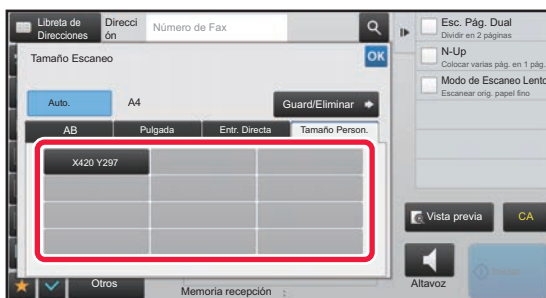 Libreta de Direcciones
Direcci ón
Número de Fax
Tamaño Escaneo
OK
Auto.
A4
Guard/Eliminar
AB
Pulgada
Entr. Directa
Tamaño Person.
X420 Y297
Otros
Memoria recepción :
Esc. Pág. Dual
Dividir en 2 páginas
N-Up
Colocar varias pág. en 1 pág.
Modo de Escaneo Lento
Escanear orig. papel fino
Vista previa
CA
Altavoz